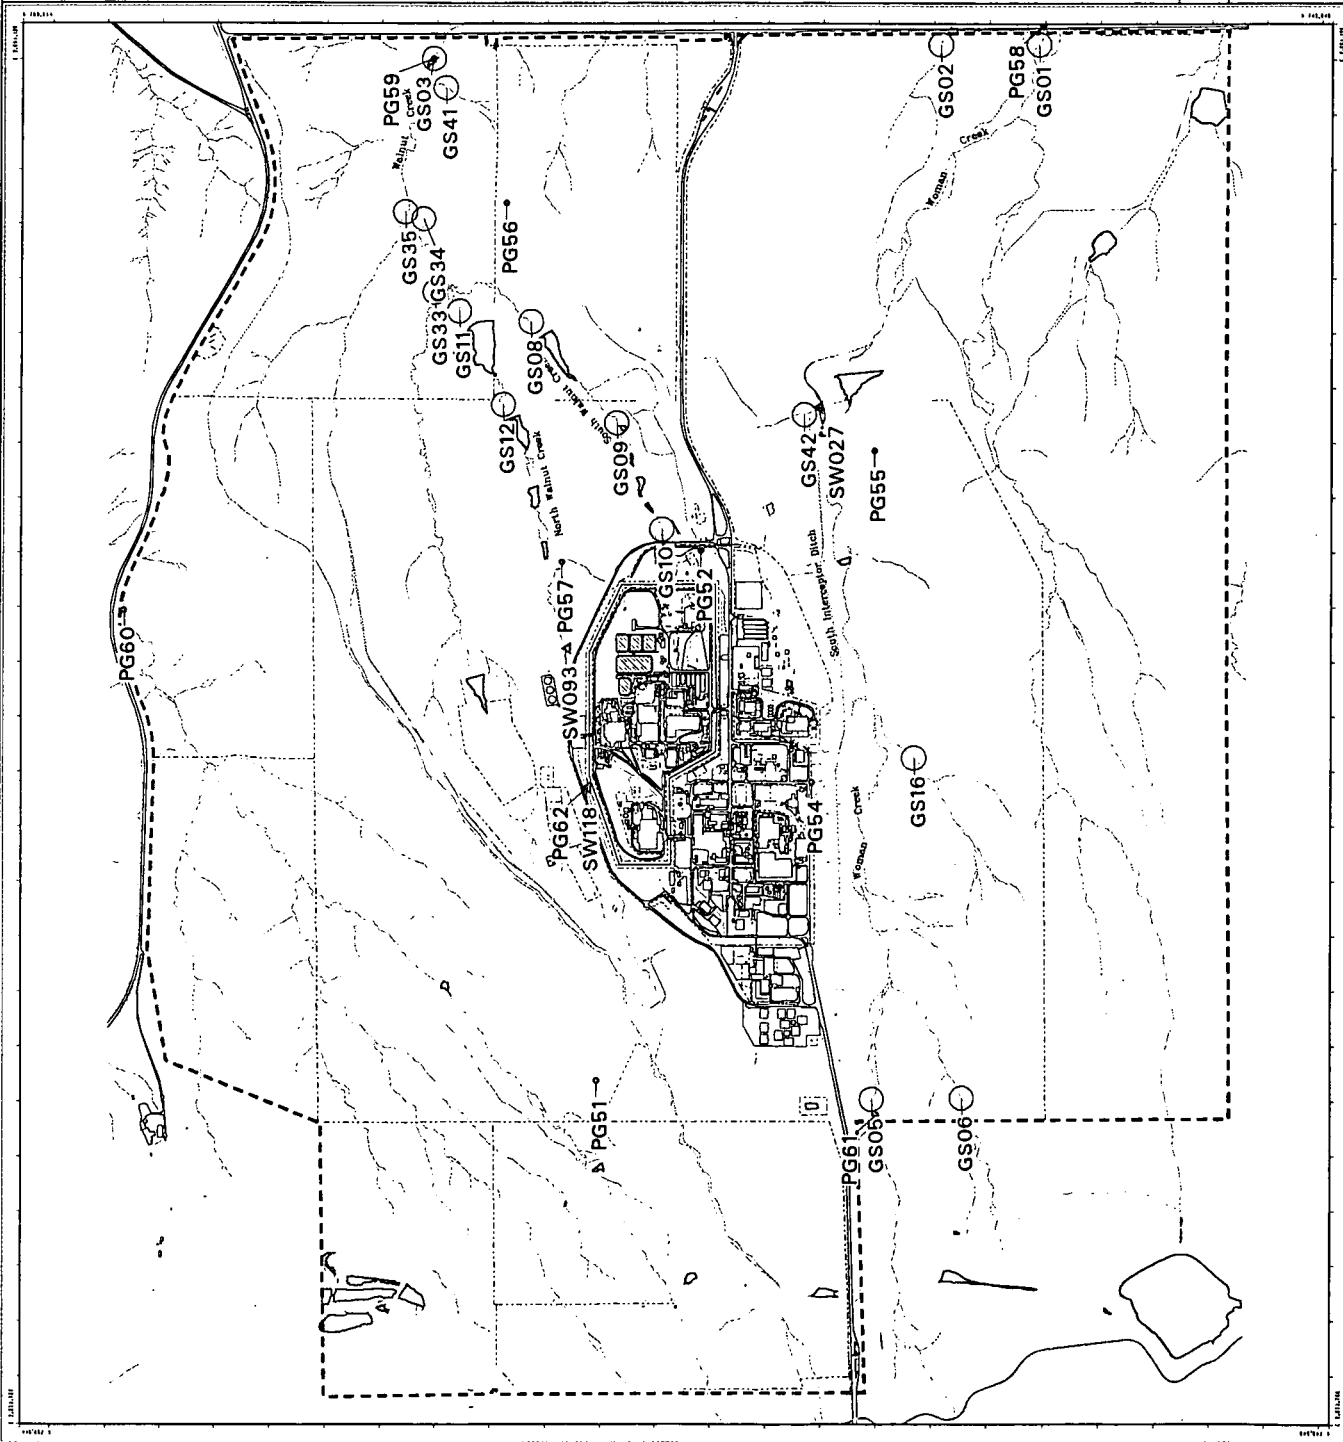 PG59
GS03
GS41
Walnut Creek
GS02
PG58
GS01
Woman Creek
GS35
GS34
PG56
GS33
GS11
GS08
South Walnut Creek
GS12
GS09
North Walnut Creek
GS42
SW027
PG55
GS10
PG52
PG57
South Interceptor Ditch
PG60
SW093
PG62
SW118
PG54
Woman Creek
GS16
PG51
PG61
GS05
GS06